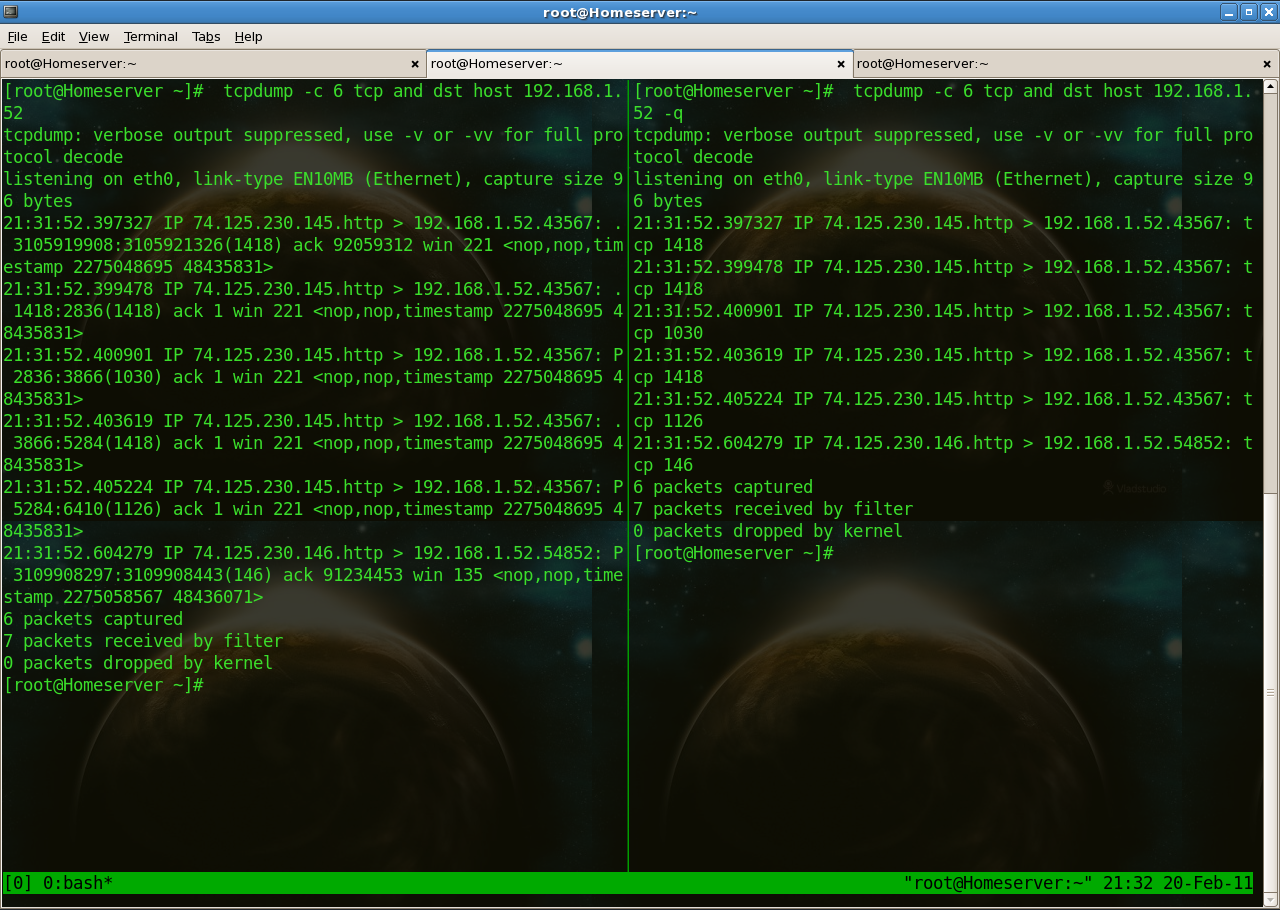 root@Homeserver:~
File Edit View Terminal Tabs Help
root@Homeserver:~
root@Homeserver:~
root@Homeserver:~
[root@Homeserver ~]#  tcpdump -c 6 tcp and dst host 192.168.1.
52
tcpdump: verbose output suppressed, use -v or -vv for full pro
tocol decode
listening on eth0, link-type EN10MB (Ethernet), capture size 9
6 bytes
21:31:52.397327 IP 74.125.230.145.http > 192.168.1.52.43567: .
 3105919908:3105921326(1418) ack 92059312 win 221 <nop,nop,tim
estamp 2275048695 48435831>
21:31:52.399478 IP 74.125.230.145.http > 192.168.1.52.43567: .
 1418:2836(1418) ack 1 win 221 <nop,nop,timestamp 2275048695 4
8435831>
21:31:52.400901 IP 74.125.230.145.http > 192.168.1.52.43567: P
 2836:3866(1030) ack 1 win 221 <nop,nop,timestamp 2275048695 4
8435831>
21:31:52.403619 IP 74.125.230.145.http > 192.168.1.52.43567: .
 3866:5284(1418) ack 1 win 221 <nop,nop,timestamp 2275048695 4
8435831>
21:31:52.405224 IP 74.125.230.145.http > 192.168.1.52.43567: P
 5284:6410(1126) ack 1 win 221 <nop,nop,timestamp 2275048695 4
8435831>
21:31:52.604279 IP 74.125.230.146.http > 192.168.1.52.54852: P
 3109908297:3109908443(146) ack 91234453 win 135 <nop,nop,time
stamp 2275058567 48436071>
6 packets captured
7 packets received by filter
0 packets dropped by kernel
[root@Homeserver ~]#
[root@Homeserver ~]#  tcpdump -c 6 tcp and dst host 192.168.1.
52 -q
tcpdump: verbose output suppressed, use -v or -vv for full pro
tocol decode
listening on eth0, link-type EN10MB (Ethernet), capture size 9
6 bytes
21:31:52.397327 IP 74.125.230.145.http > 192.168.1.52.43567: t
cp 1418
21:31:52.399478 IP 74.125.230.145.http > 192.168.1.52.43567: t
cp 1418
21:31:52.400901 IP 74.125.230.145.http > 192.168.1.52.43567: t
cp 1030
21:31:52.403619 IP 74.125.230.145.http > 192.168.1.52.43567: t
cp 1418
21:31:52.405224 IP 74.125.230.145.http > 192.168.1.52.43567: t
cp 1126
21:31:52.604279 IP 74.125.230.146.http > 192.168.1.52.54852: t
cp 146
6 packets captured
7 packets received by filter
0 packets dropped by kernel
[root@Homeserver ~]#
Vladstudio
[0] 0:bash*
"root@Homeserver:~" 21:32 20-Feb-11